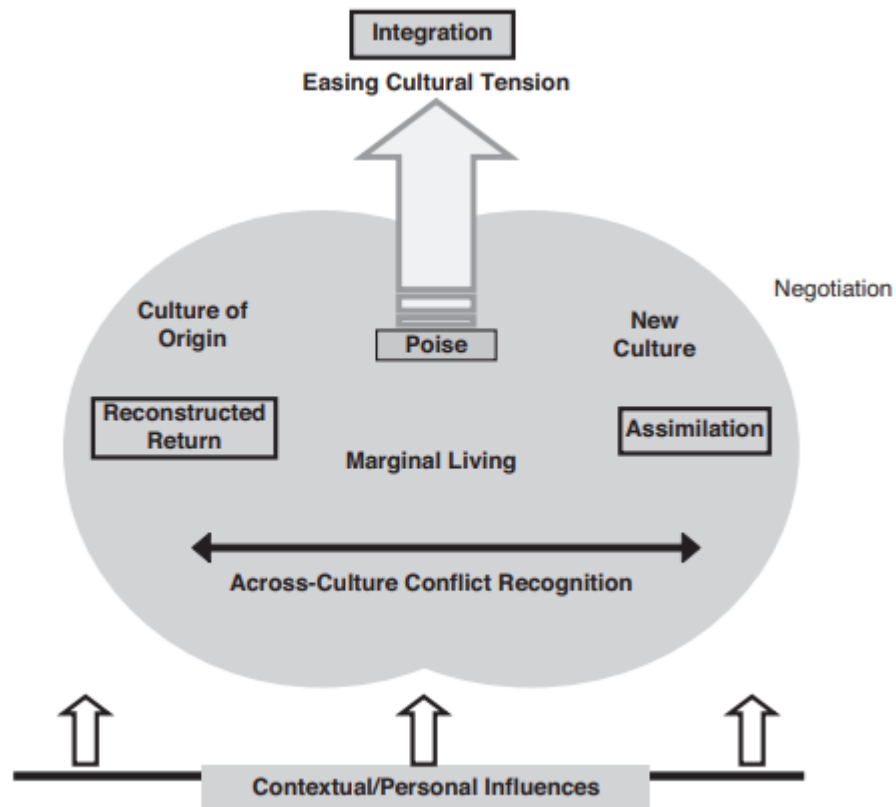 Integration
Easing Cultural Tension
Negotiation
Culture of
Origin
New
Culture
Poise
Reconstructed
Return
Assimilation
Marginal Living
Across-Culture Conflict Recognition
Contextual/Personal Influences